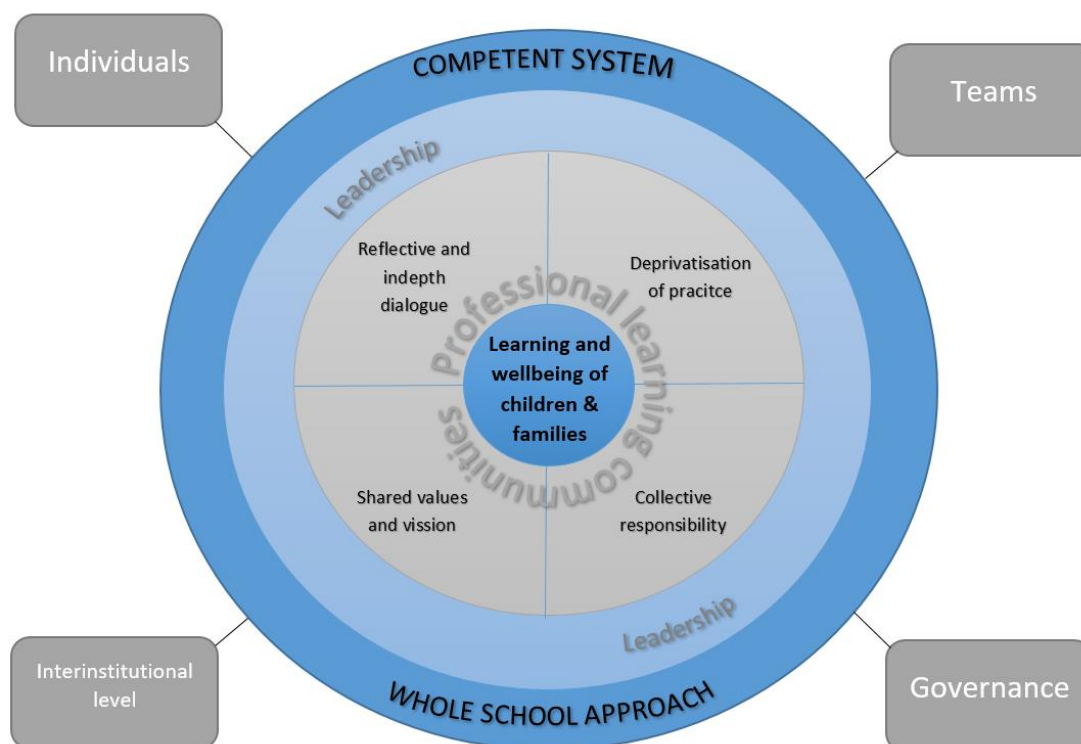 Individuals
COMPETENT SYSTEM
Teams
Leadership
Reflective and
indepth
dialogue
Deprivatisation
of pracitce
Professional learning communities
Learning and
wellbeing of
children &
families
Shared values
and vission
Collective
responsibility
Leadership
Interinstitutional
level
WHOLE SCHOOL APPROACH
Governance